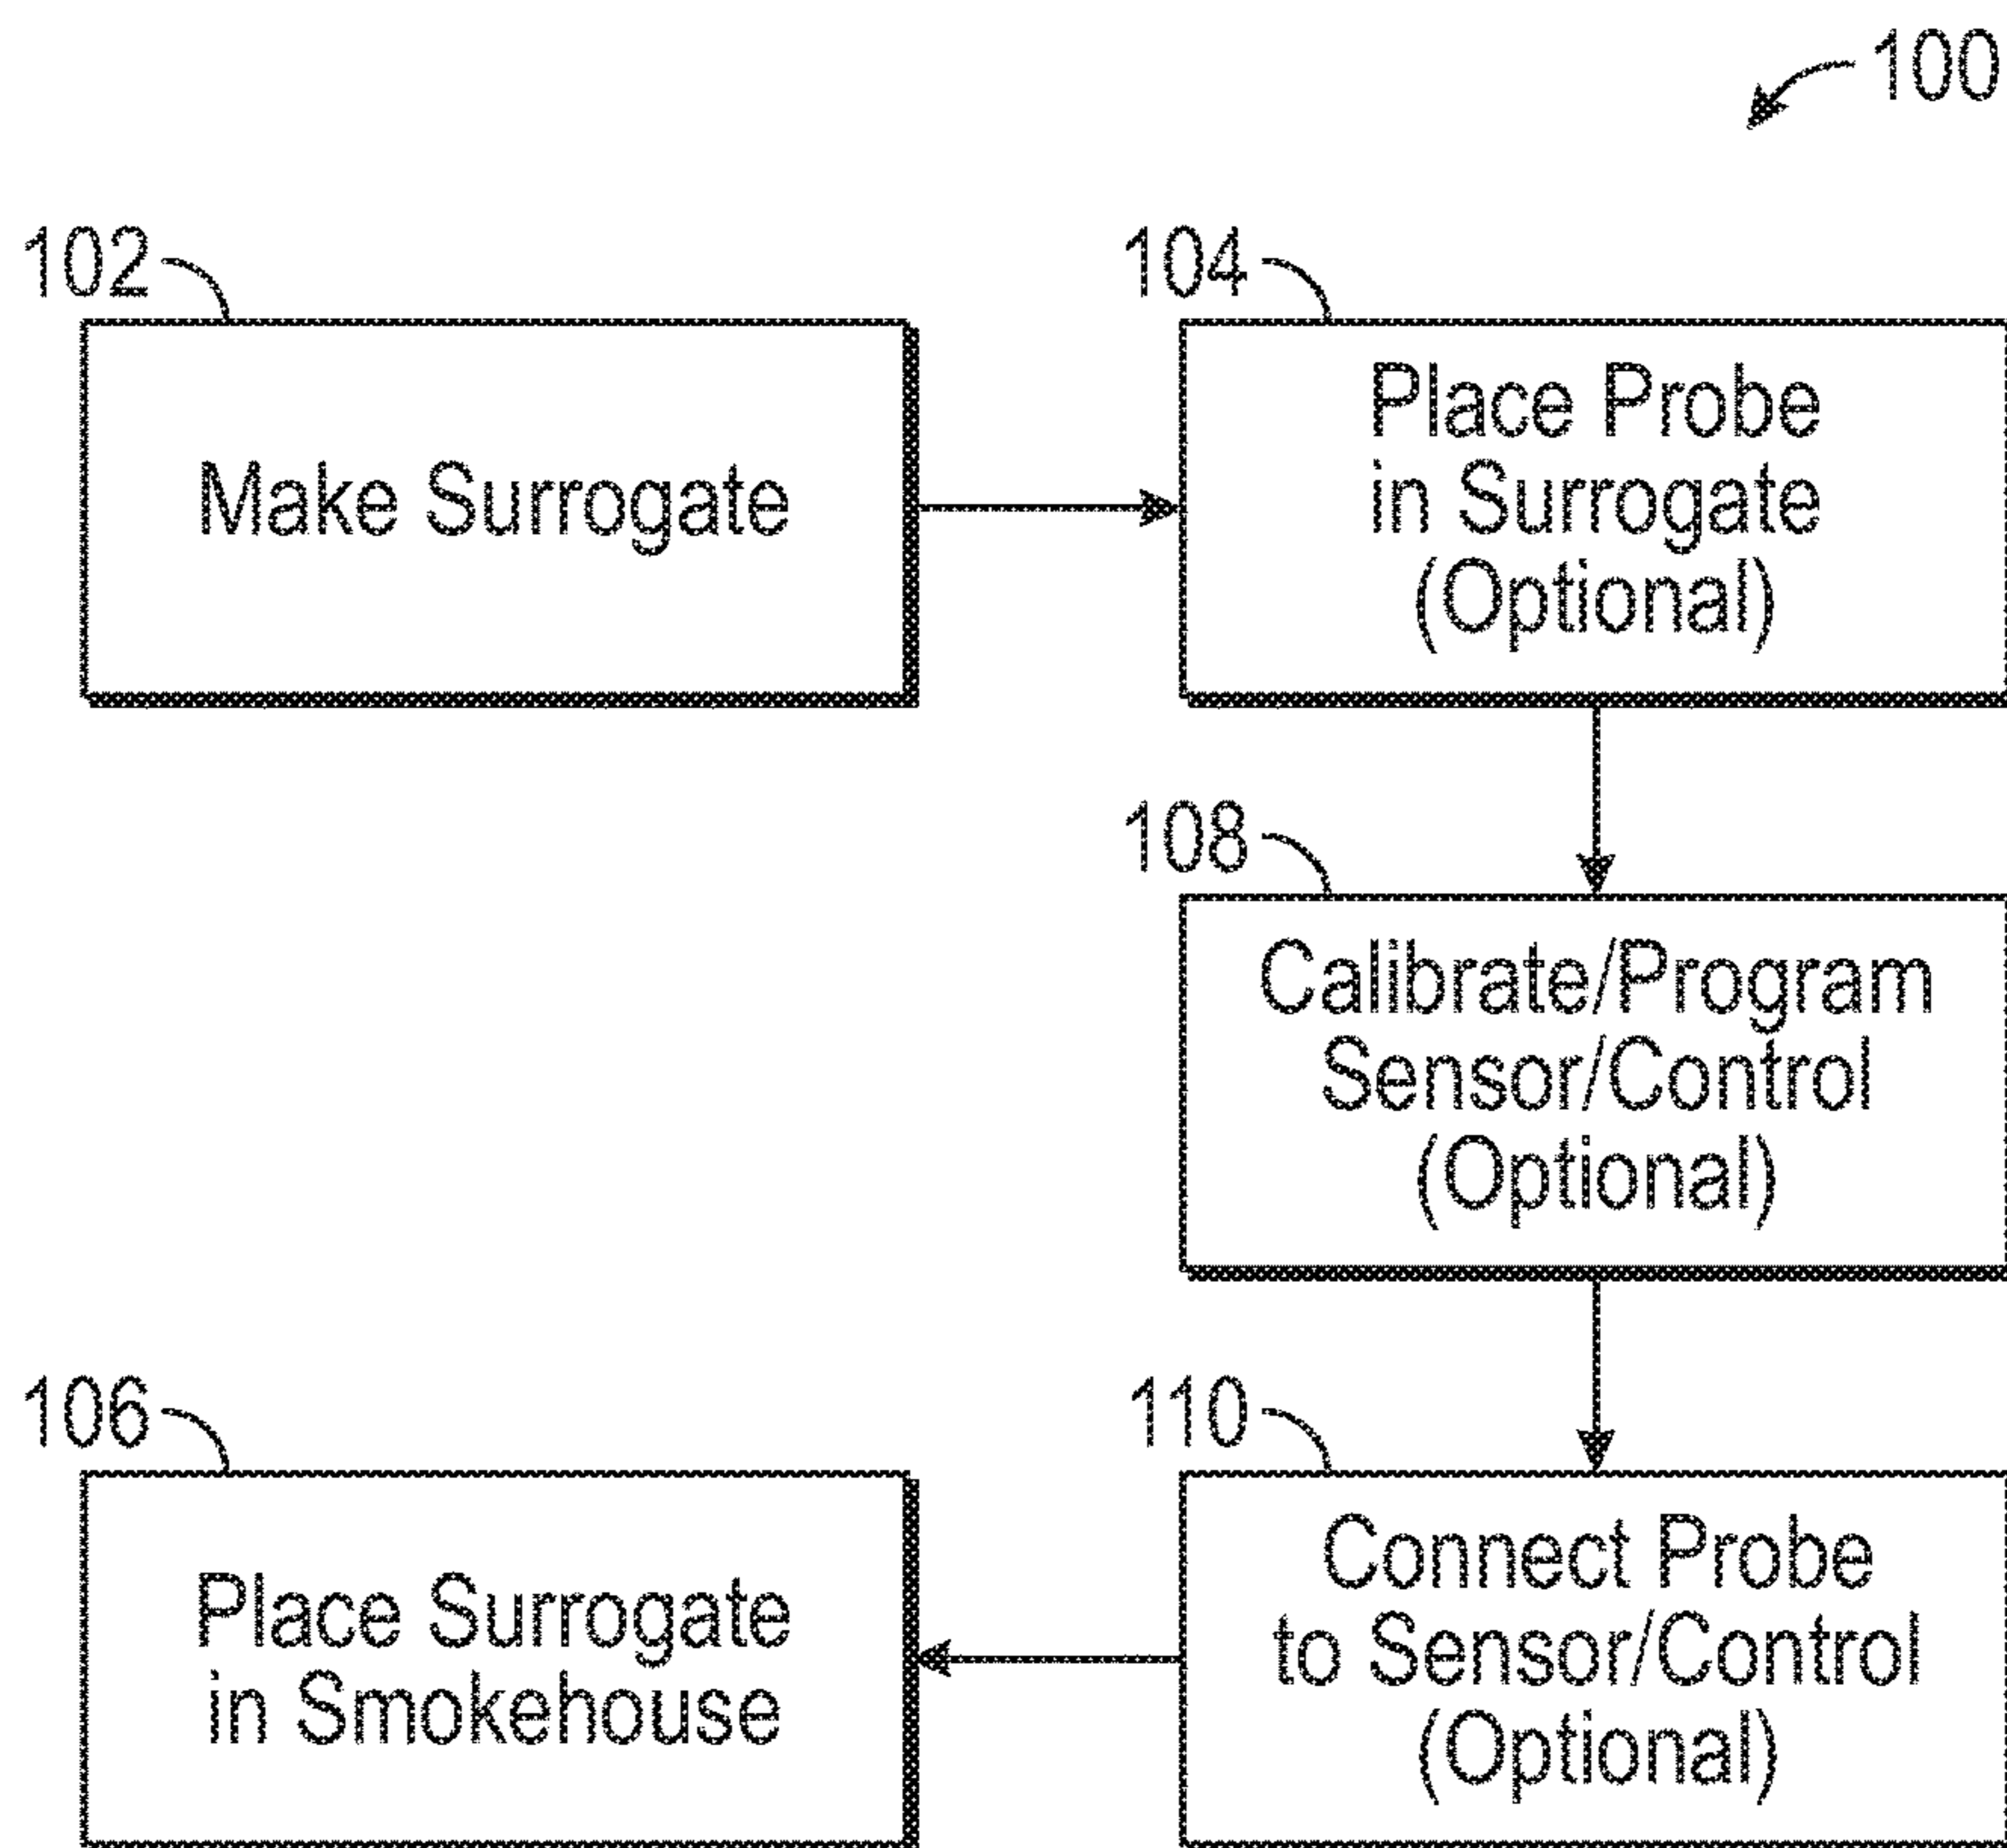 100
102
Make Surrogate
104
Place Probe
in Surrogate
(Optional)
108
Calibrate/Program
Sensor/Control
(Optional)
106
Place Surrogate
in Smokehouse
110
Connect Probe
to Sensor/Control
(Optional)